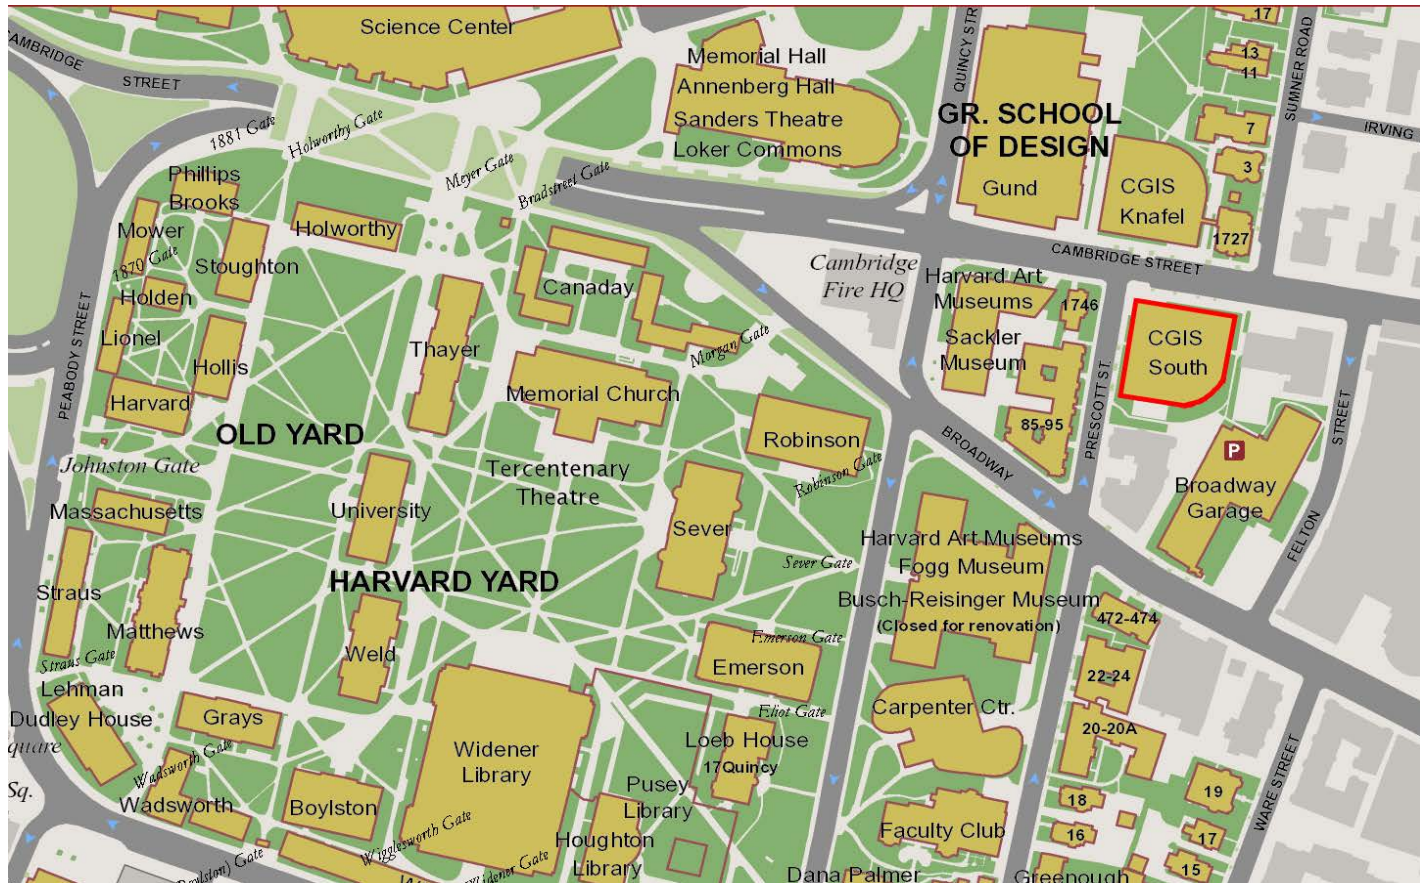 Science Center
Memorial Hall
Annenberg Hall
Sanders Theatre
Loker Commons
QUINCY STR
GR. SCHOOL
OF DESIGN
Gund
CGIS
Knafel
17
13
11
7
3
1727
SUMNER ROAD
IRVING
CAMBRIDGE
STREET
1881 Gate
Holworthy Gate
Meyer Gate
Bradstreet Gate
Phillips
Brooks
Mower
1870 Gate
Holden
Lionel
Stoughton
Hollis
Harvard
Holworthy
Canaday
Thayer
Morgan Gate
Memorial Church
PEABODY STREET
OLD YARD
Johnston Gate
Tercentenary
Theatre
Robinson
Robinson Gate
Cambridge
Fire HQ
Harvard Art
Museums
Sackler
Museum
1746
85-95
CAMBRIDGE STREET
CGIS
South
PRESCOTT ST.
BROADWAY
P
Broadway
Garage
FELTON
STREET
Massachusetts
University
Sever
Sever Gate
HARVARD YARD
Straus
Matthews
Weld
Straus Gate
Lehman
Dudley House
quare
Sq.
Grays
Wadsworth Gate
Wadsworth
Boylston
Widener
Library
Wigglesworth Gate
Widener Gate
oylston) Gate
Houghton
Library
Pusey
Library
Loeb House
17Quincy
Emerson
Emerson Gate
Eliot Gate
Harvard Art Museums
Fogg Museum
Busch-Reisinger Museum
(Closed for renovation)
Carpenter Ctr.
Faculty Club
Dana Palmer
Greenough
472-474
22-24
20-20A
18
16
19
17
15
WARE STREET